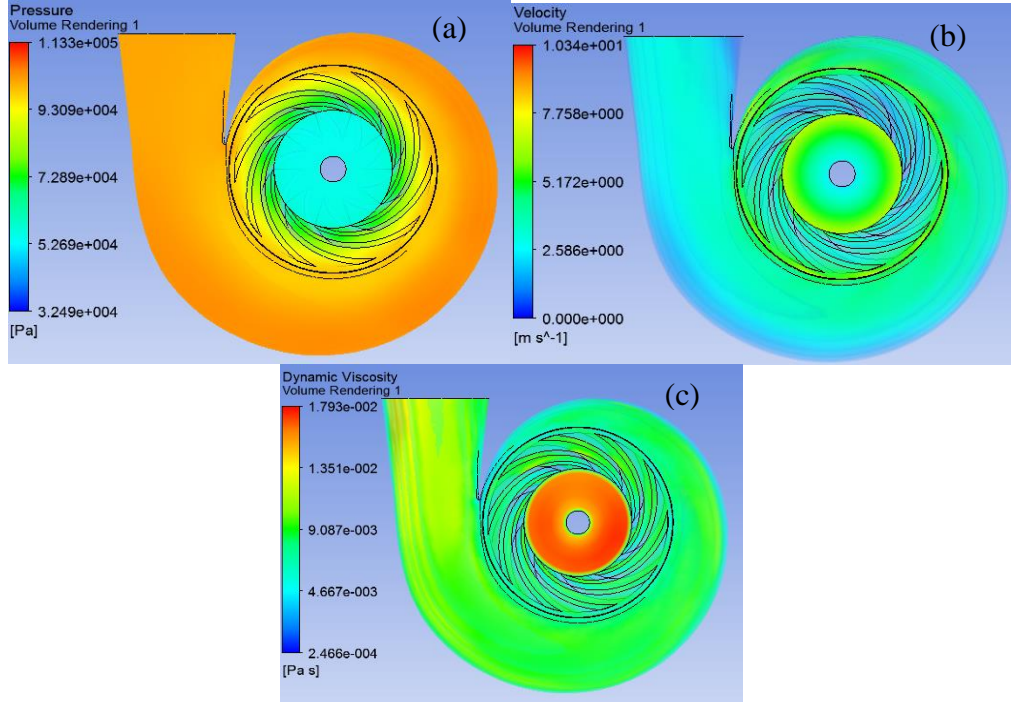 Pressure
Volume Rendering 1
1.133e+005
9.309e+004
7.289e+004
5.269e+004
3.249e+004
[Pa]
(a)
Velocity
Volume Rendering 1
1.034e+001
7.758e+000
5.172e+000
2.586e+000
0.000e+000
[m s^-1]
(b)
Dynamic Viscosity
Volume Rendering 1
1.793e-002
1.351e-002
9.087e-003
4.667e-003
2.466e-004
[Pa s]
(c)